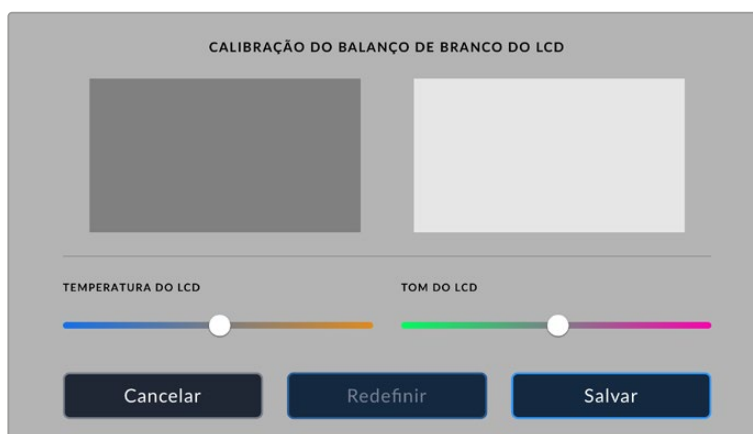 CALIBRAÇÃO DO BALANÇO DE BRANCO DO LCD
TEMPERATURA DO LCD
TOM DO LCD
Cancelar
Redefinir
Salvar